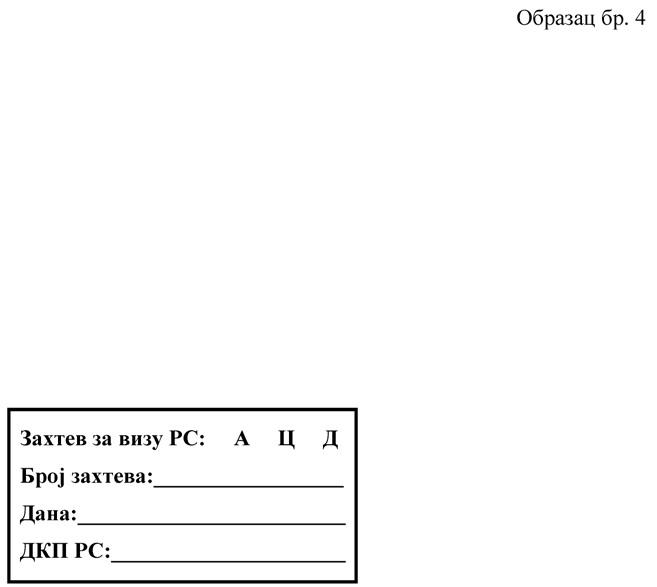 Образац бр. 4
Захтев за визу РС: А Ц Д
Број захтева:
Дана:
ДКП РС: